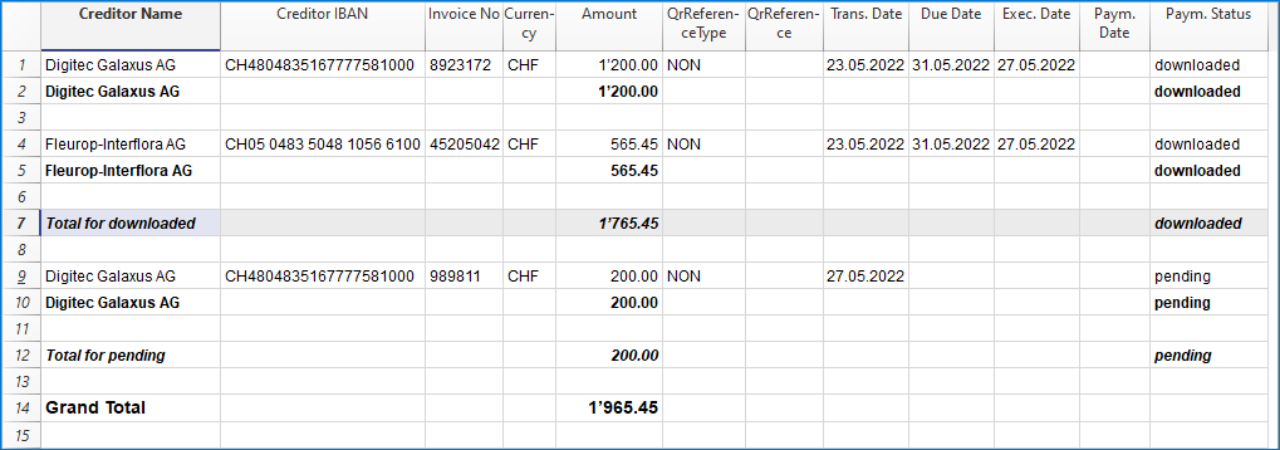 Creditor Name Creditor IBAN Invoice No Curren-cy Amount QrReferen-ceType QrReferen-ce Trans. Date Due Date Exec. Date Paym. Date Paym. Status
1 Digitec Galaxus AG CH4804835167777581000 8923172 CHF 1'200.00 NON 23.05.2022 31.05.2022 27.05.2022 downloaded
2 Digitec Galaxus AG 1'200.00 downloaded
3
4 Fleurop-Interflora AG CH05 0483 5048 1056 6100 45205042 CHF 565.45 NON 23.05.2022 31.05.2022 27.05.2022 downloaded
5 Fleurop-Interflora AG 565.45 downloaded
6
7 Total for downloaded 1'765.45 downloaded
8
9 Digitec Galaxus AG CH4804835167777581000 989811 CHF 200.00 NON 27.05.2022 pending
10 Digitec Galaxus AG 200.00 pending
11
12 Total for pending 200.00 pending
13
14 Grand Total 1'965.45
15